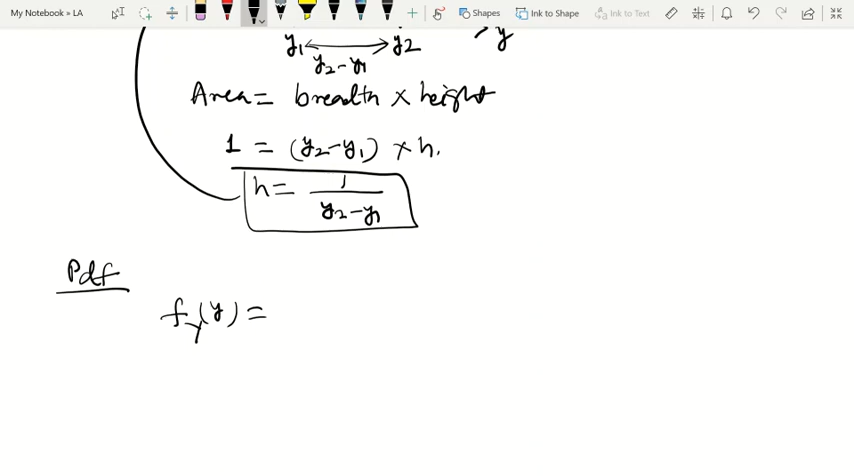 My Notebook » LA
Shapes
Ink to Shape
Ink to Text
y1 ↔ y2
y
y2-y1
Area = breadth × height
1 = (y2-y1) × h.
h = 1/(y2-y1)
Pdf
fY(y) =